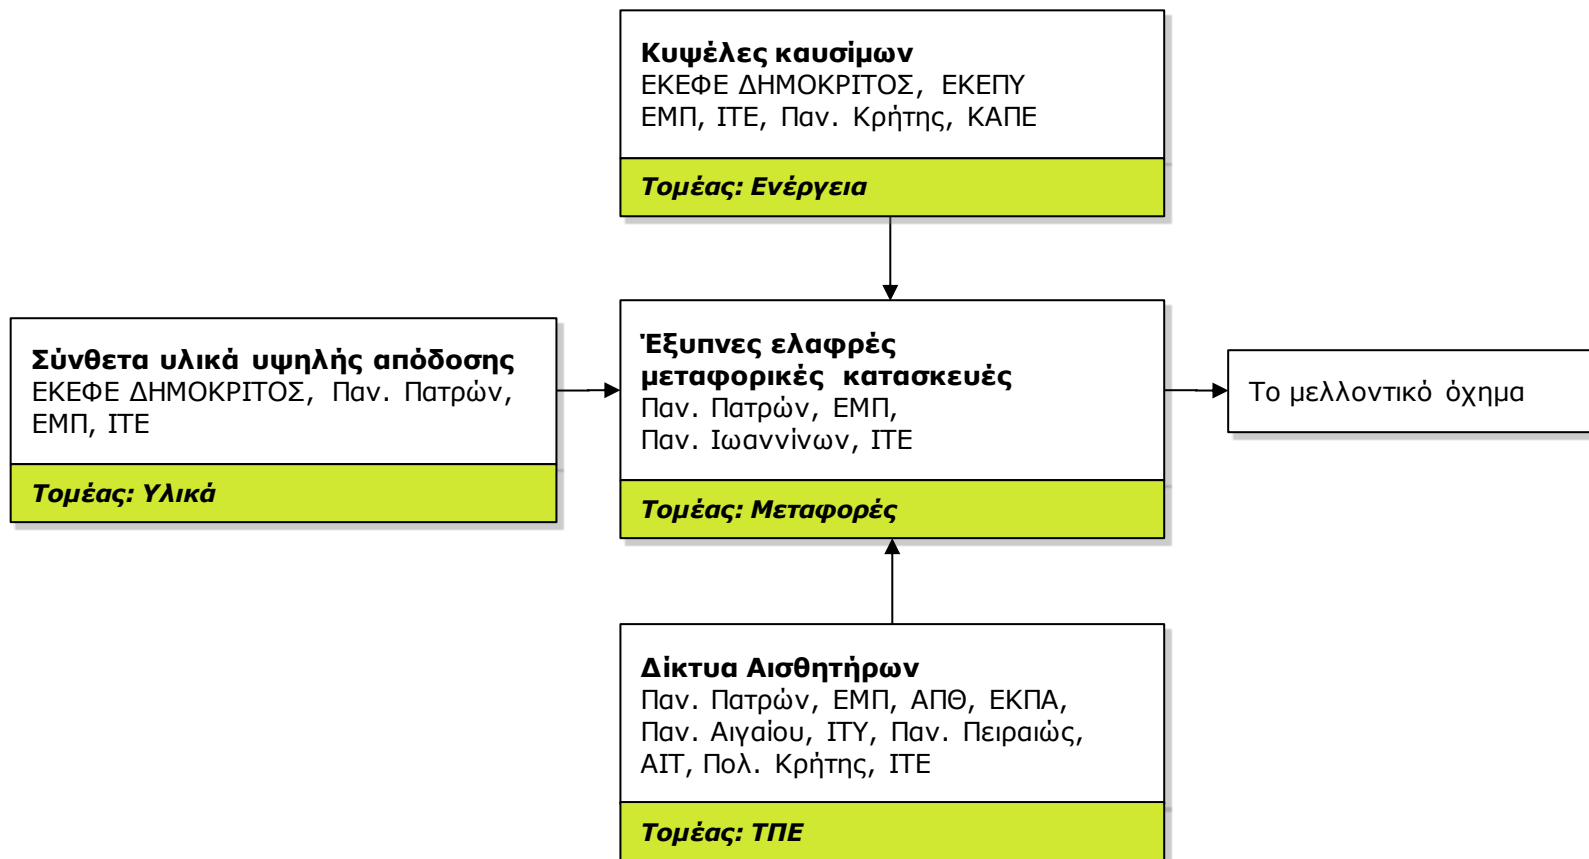 Κυψέλες καυσίμων
ΕΚΕΦΕ ΔΗΜΟΚΡΙΤΟΣ, ΕΚΕΠΥ
ΕΜΠ, ΙΤΕ, Παν. Κρήτης, ΚΑΠΕ
Τομέας: Ενέργεια
Σύνθετα υλικά υψηλής απόδοσης
ΕΚΕΦΕ ΔΗΜΟΚΡΙΤΟΣ, Παν. Πατρών,
ΕΜΠ, ΙΤΕ
Τομέας: Υλικά
Έξυπνες ελαφρές
μεταφορικές κατασκευές
Παν. Πατρών, ΕΜΠ,
Παν. Ιωαννίνων, ΙΤΕ
Τομέας: Μεταφορές
Το μελλοντικό όχημα
Δίκτυα Αισθητήρων
Παν. Πατρών, ΕΜΠ, ΑΠΘ, ΕΚΠΑ,
Παν. Αιγαίου, ΙΤΥ, Παν. Πειραιώς,
ΑΙΤ, Πολ. Κρήτης, ΙΤΕ
Τομέας: ΤΠΕ